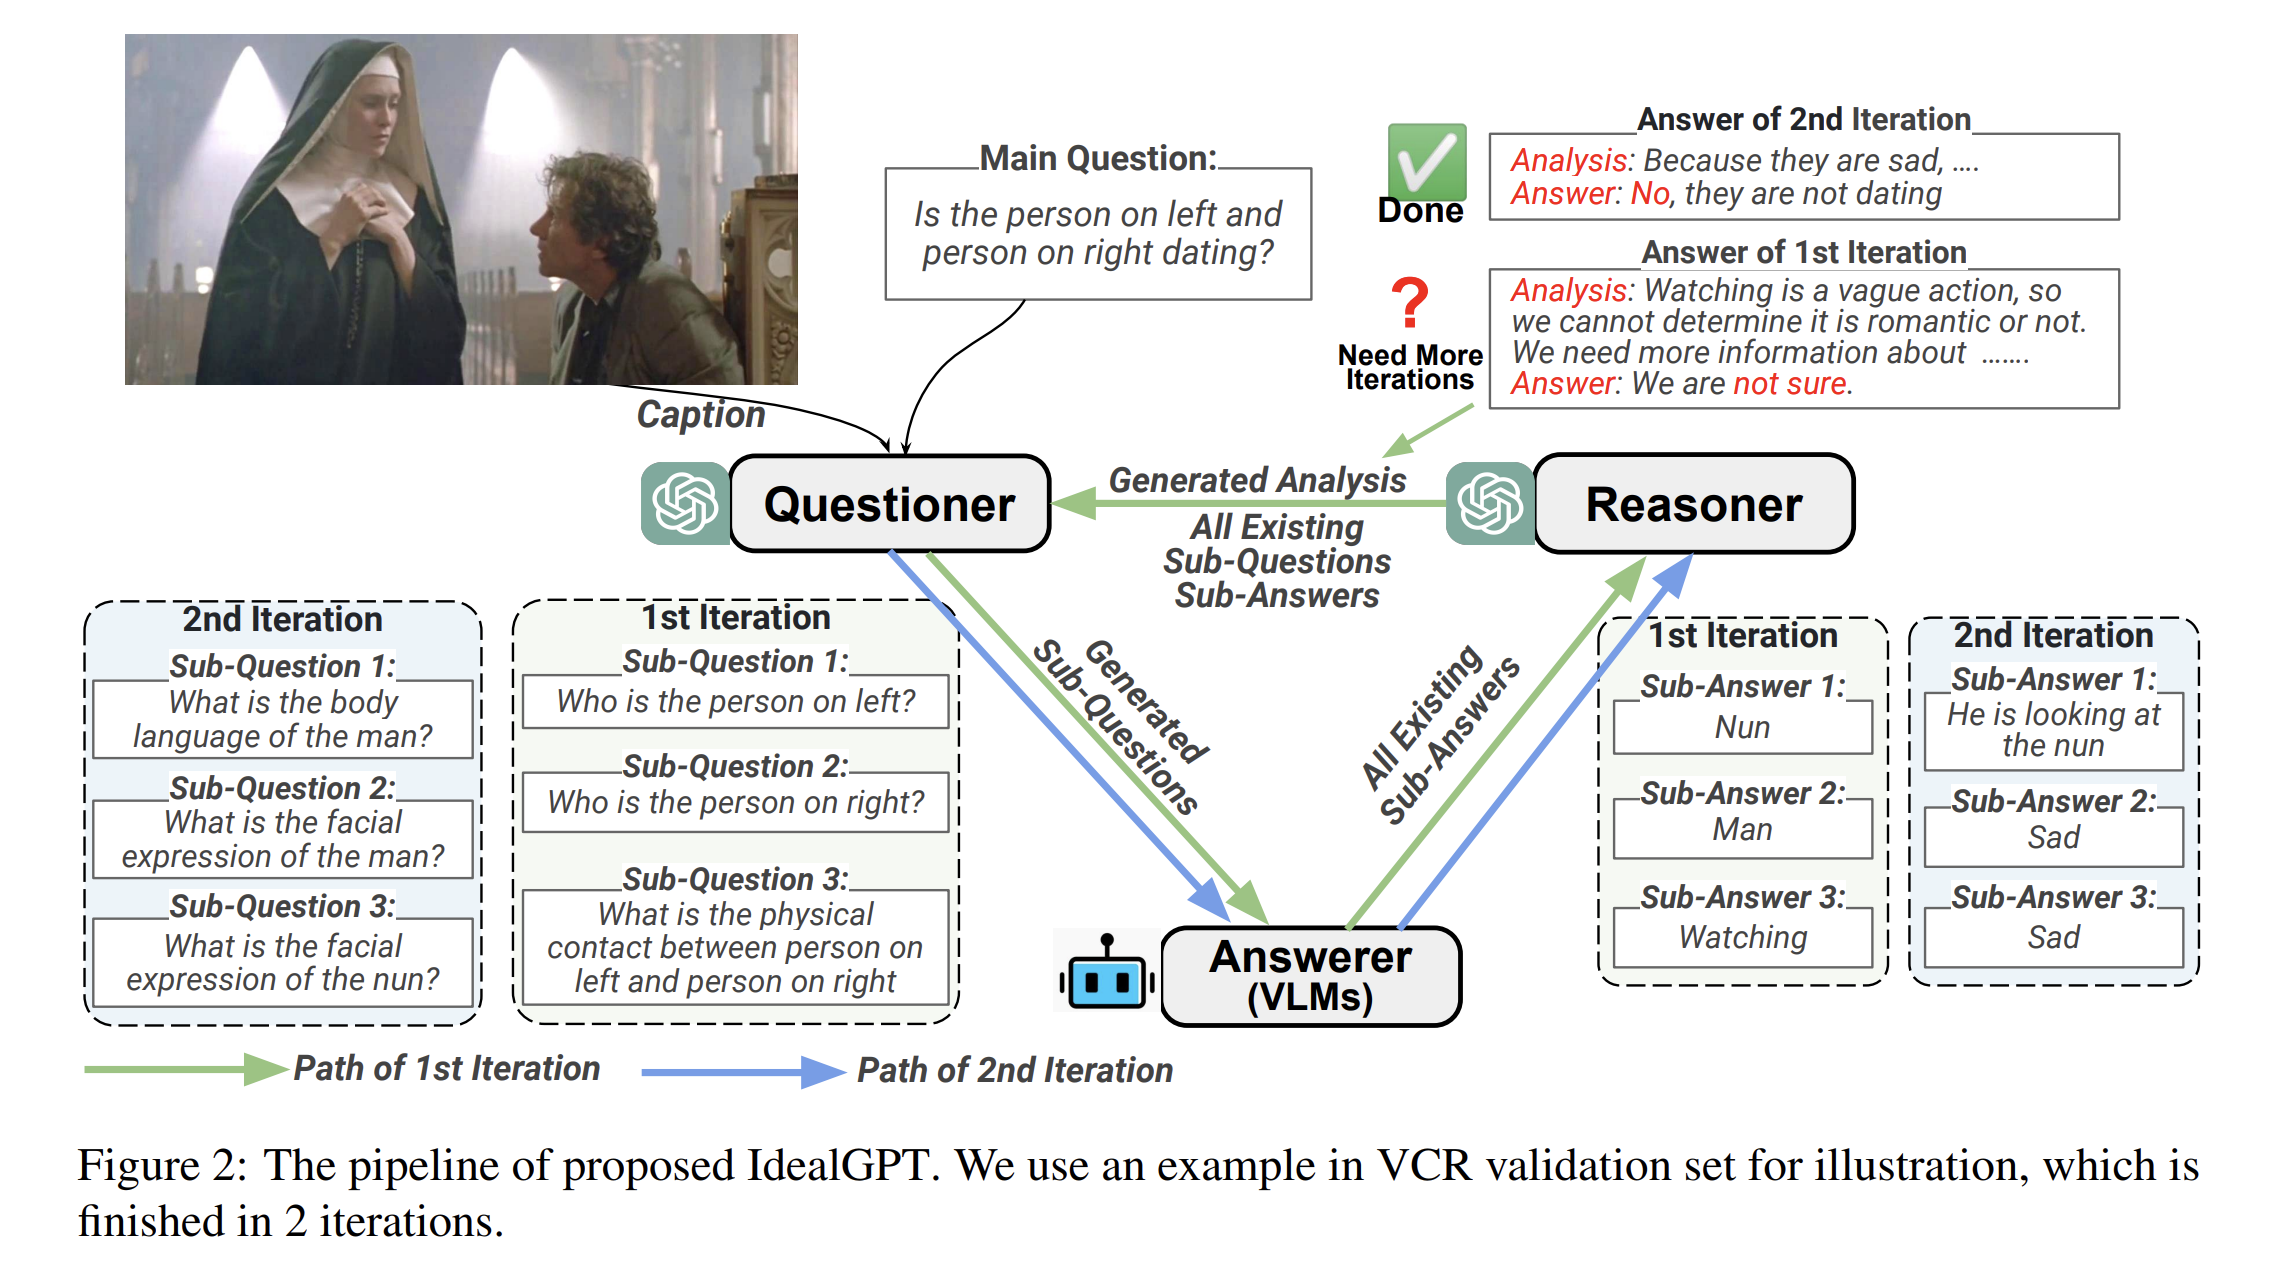 Main Question:
Is the person on left and
person on right dating?
Done
Answer of 2nd Iteration
Analysis: Because they are sad, ....
Answer: No, they are not dating
Need More
Iterations
?
Answer of 1st Iteration
Analysis: Watching is a vague action, so
we cannot determine it is romantic or not.
We need more information about .......
Answer: We are not sure.
Caption
Questioner
Generated Analysis
All Existing
Sub-Questions
Sub-Answers
Reasoner
2nd Iteration
Sub-Question 1:
What is the body
language of the man?
Sub-Question 2:
What is the facial
expression of the man?
Sub-Question 3:
What is the facial
expression of the nun?
1st Iteration
Sub-Question 1:
Who is the person on left?
Sub-Question 2:
Who is the person on right?
Sub-Question 3:
What is the physical
contact between person on
left and person on right
Generated
Sub-Questions
All Existing
Sub-Answers
1st Iteration
Sub-Answer 1:
Nun
Sub-Answer 2:
Man
Sub-Answer 3:
Watching
2nd Iteration
Sub-Answer 1:
He is looking at
the nun
Sub-Answer 2:
Sad
Sub-Answer 3:
Sad
Answerer
(VLMs)
Path of 1st Iteration
Path of 2nd Iteration
Figure 2: The pipeline of proposed IdealGPT. We use an example in VCR validation set for illustration, which is
finished in 2 iterations.